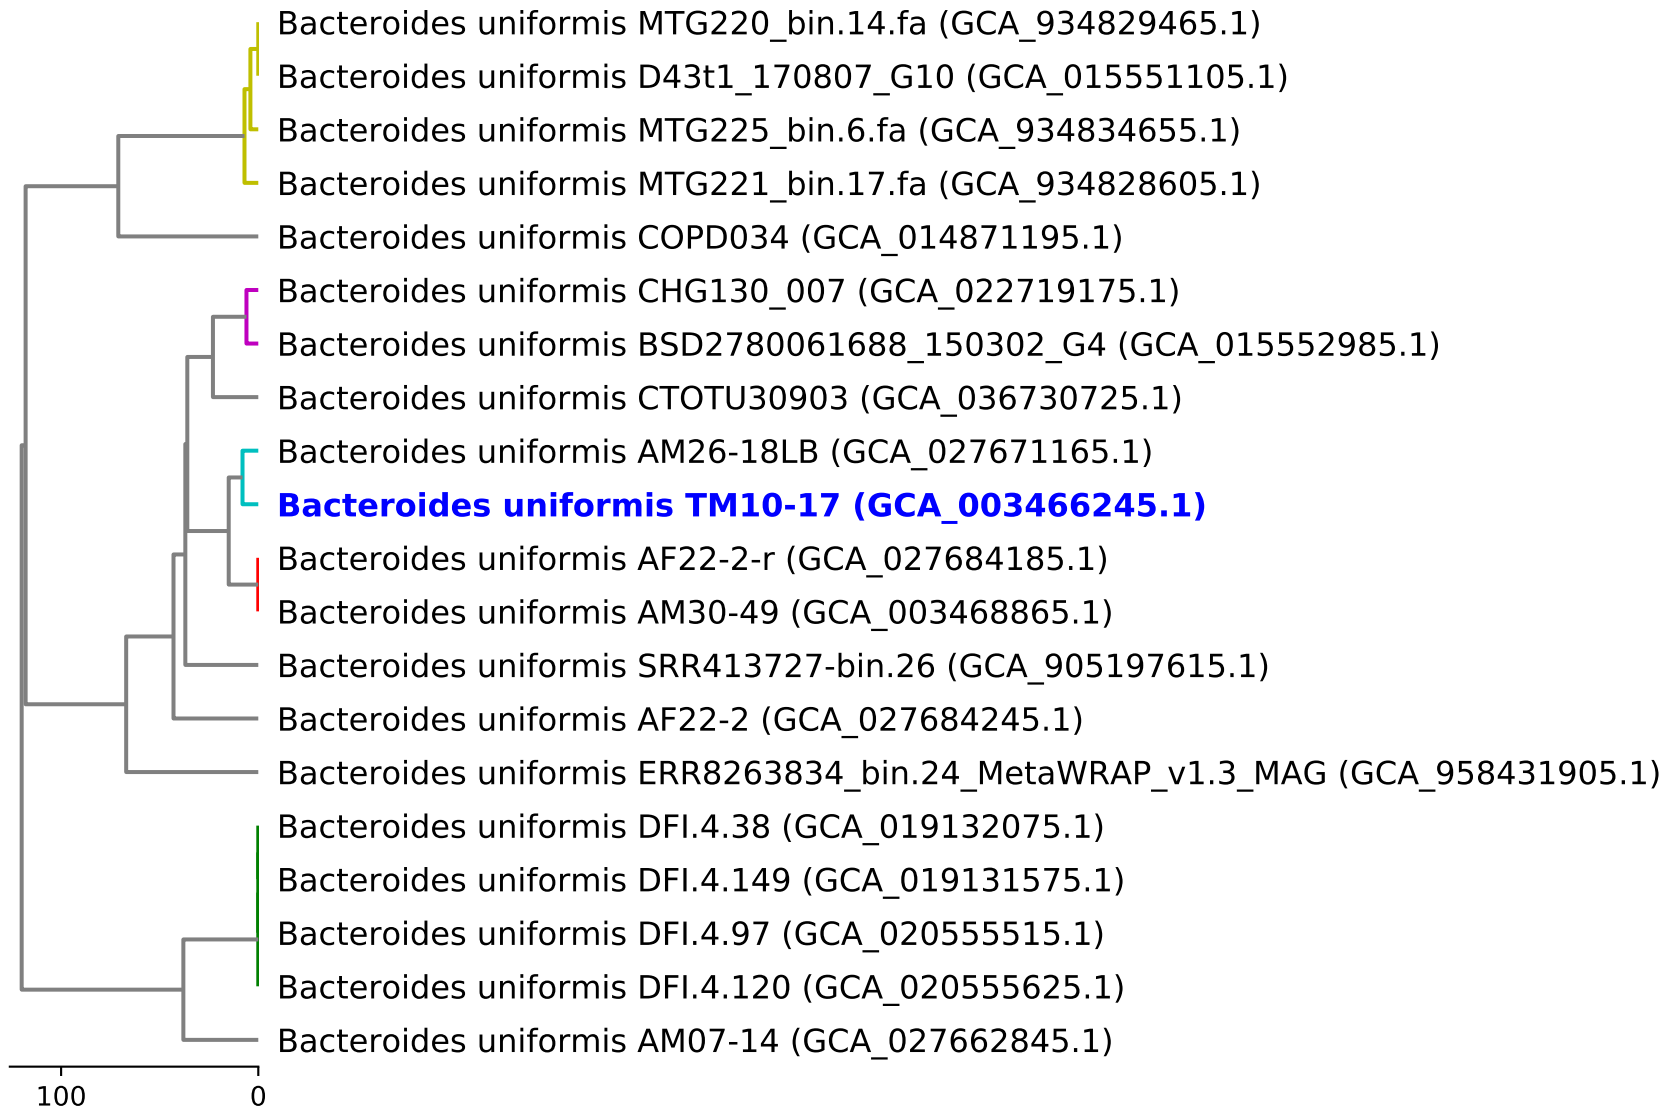 Bacteroides uniformis MTG220_bin.14.fa (GCA_934829465.1)
Bacteroides uniformis D43t1_170807_G10 (GCA_015551105.1)
Bacteroides uniformis MTG225_bin.6.fa (GCA_934834655.1)
Bacteroides uniformis MTG221_bin.17.fa (GCA_934828605.1)
Bacteroides uniformis COPD034 (GCA_014871195.1)
Bacteroides uniformis CHG130_007 (GCA_022719175.1)
Bacteroides uniformis BSD2780061688_150302_G4 (GCA_015552985.1)
Bacteroides uniformis CTOTU30903 (GCA_036730725.1)
Bacteroides uniformis AM26-18LB (GCA_027671165.1)
Bacteroides uniformis TM10-17 (GCA_003466245.1)
Bacteroides uniformis AF22-2-r (GCA_027684185.1)
Bacteroides uniformis AM30-49 (GCA_003468865.1)
Bacteroides uniformis SRR413727-bin.26 (GCA_905197615.1)
Bacteroides uniformis AF22-2 (GCA_027684245.1)
Bacteroides uniformis ERR8263834_bin.24_MetaWRAP_v1.3_MAG (GCA_958431905.1)
Bacteroides uniformis DFI.4.38 (GCA_019132075.1)
Bacteroides uniformis DFI.4.149 (GCA_019131575.1)
Bacteroides uniformis DFI.4.97 (GCA_020555515.1)
Bacteroides uniformis DFI.4.120 (GCA_020555625.1)
Bacteroides uniformis AM07-14 (GCA_027662845.1)
100 0